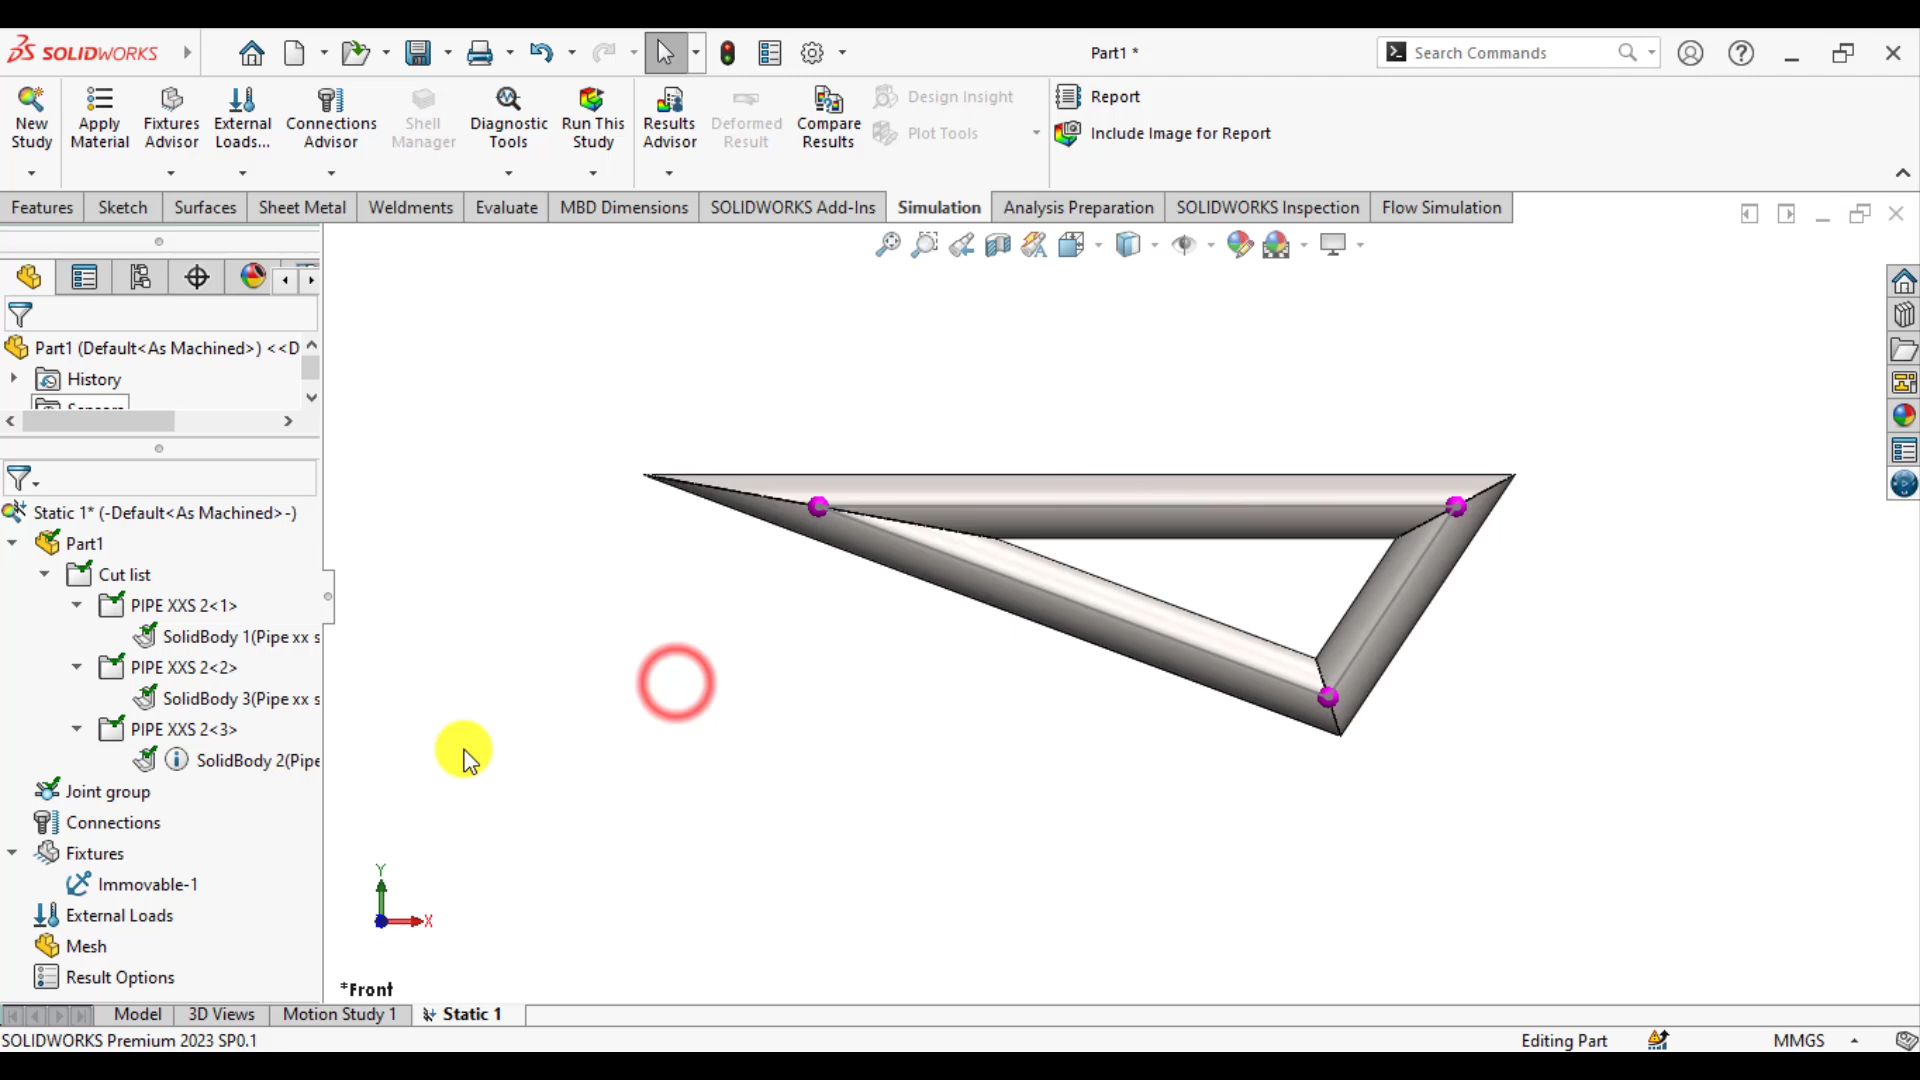 SOLIDWORKS
Part1 *
Search Commands
New Study
Apply Material
Fixtures Advisor
External Loads...
Connections Advisor
Shell Manager
Diagnostic Tools
Run This Study
Results Advisor
Deformed Result
Compare Results
Design Insight
Plot Tools
Report
Include Image for Report
Features
Sketch
Surfaces
Sheet Metal
Weldments
Evaluate
MBD Dimensions
SOLIDWORKS Add-Ins
Simulation
Analysis Preparation
SOLIDWORKS Inspection
Flow Simulation
Part1 (Default<As Machined>) <<D
History
Static 1* (-Default<As Machined>-)
Part1
Cut list
PIPE XXS 2<1>
SolidBody 1(Pipe xx s
PIPE XXS 2<2>
SolidBody 3(Pipe xx s
PIPE XXS 2<3>
SolidBody 2(Pipe
Joint group
Connections
Fixtures
Immovable-1
External Loads
Mesh
Result Options
Y
X
*Front
Model
3D Views
Motion Study 1
Static 1
SOLIDWORKS Premium 2023 SP0.1
Editing Part
MMGS